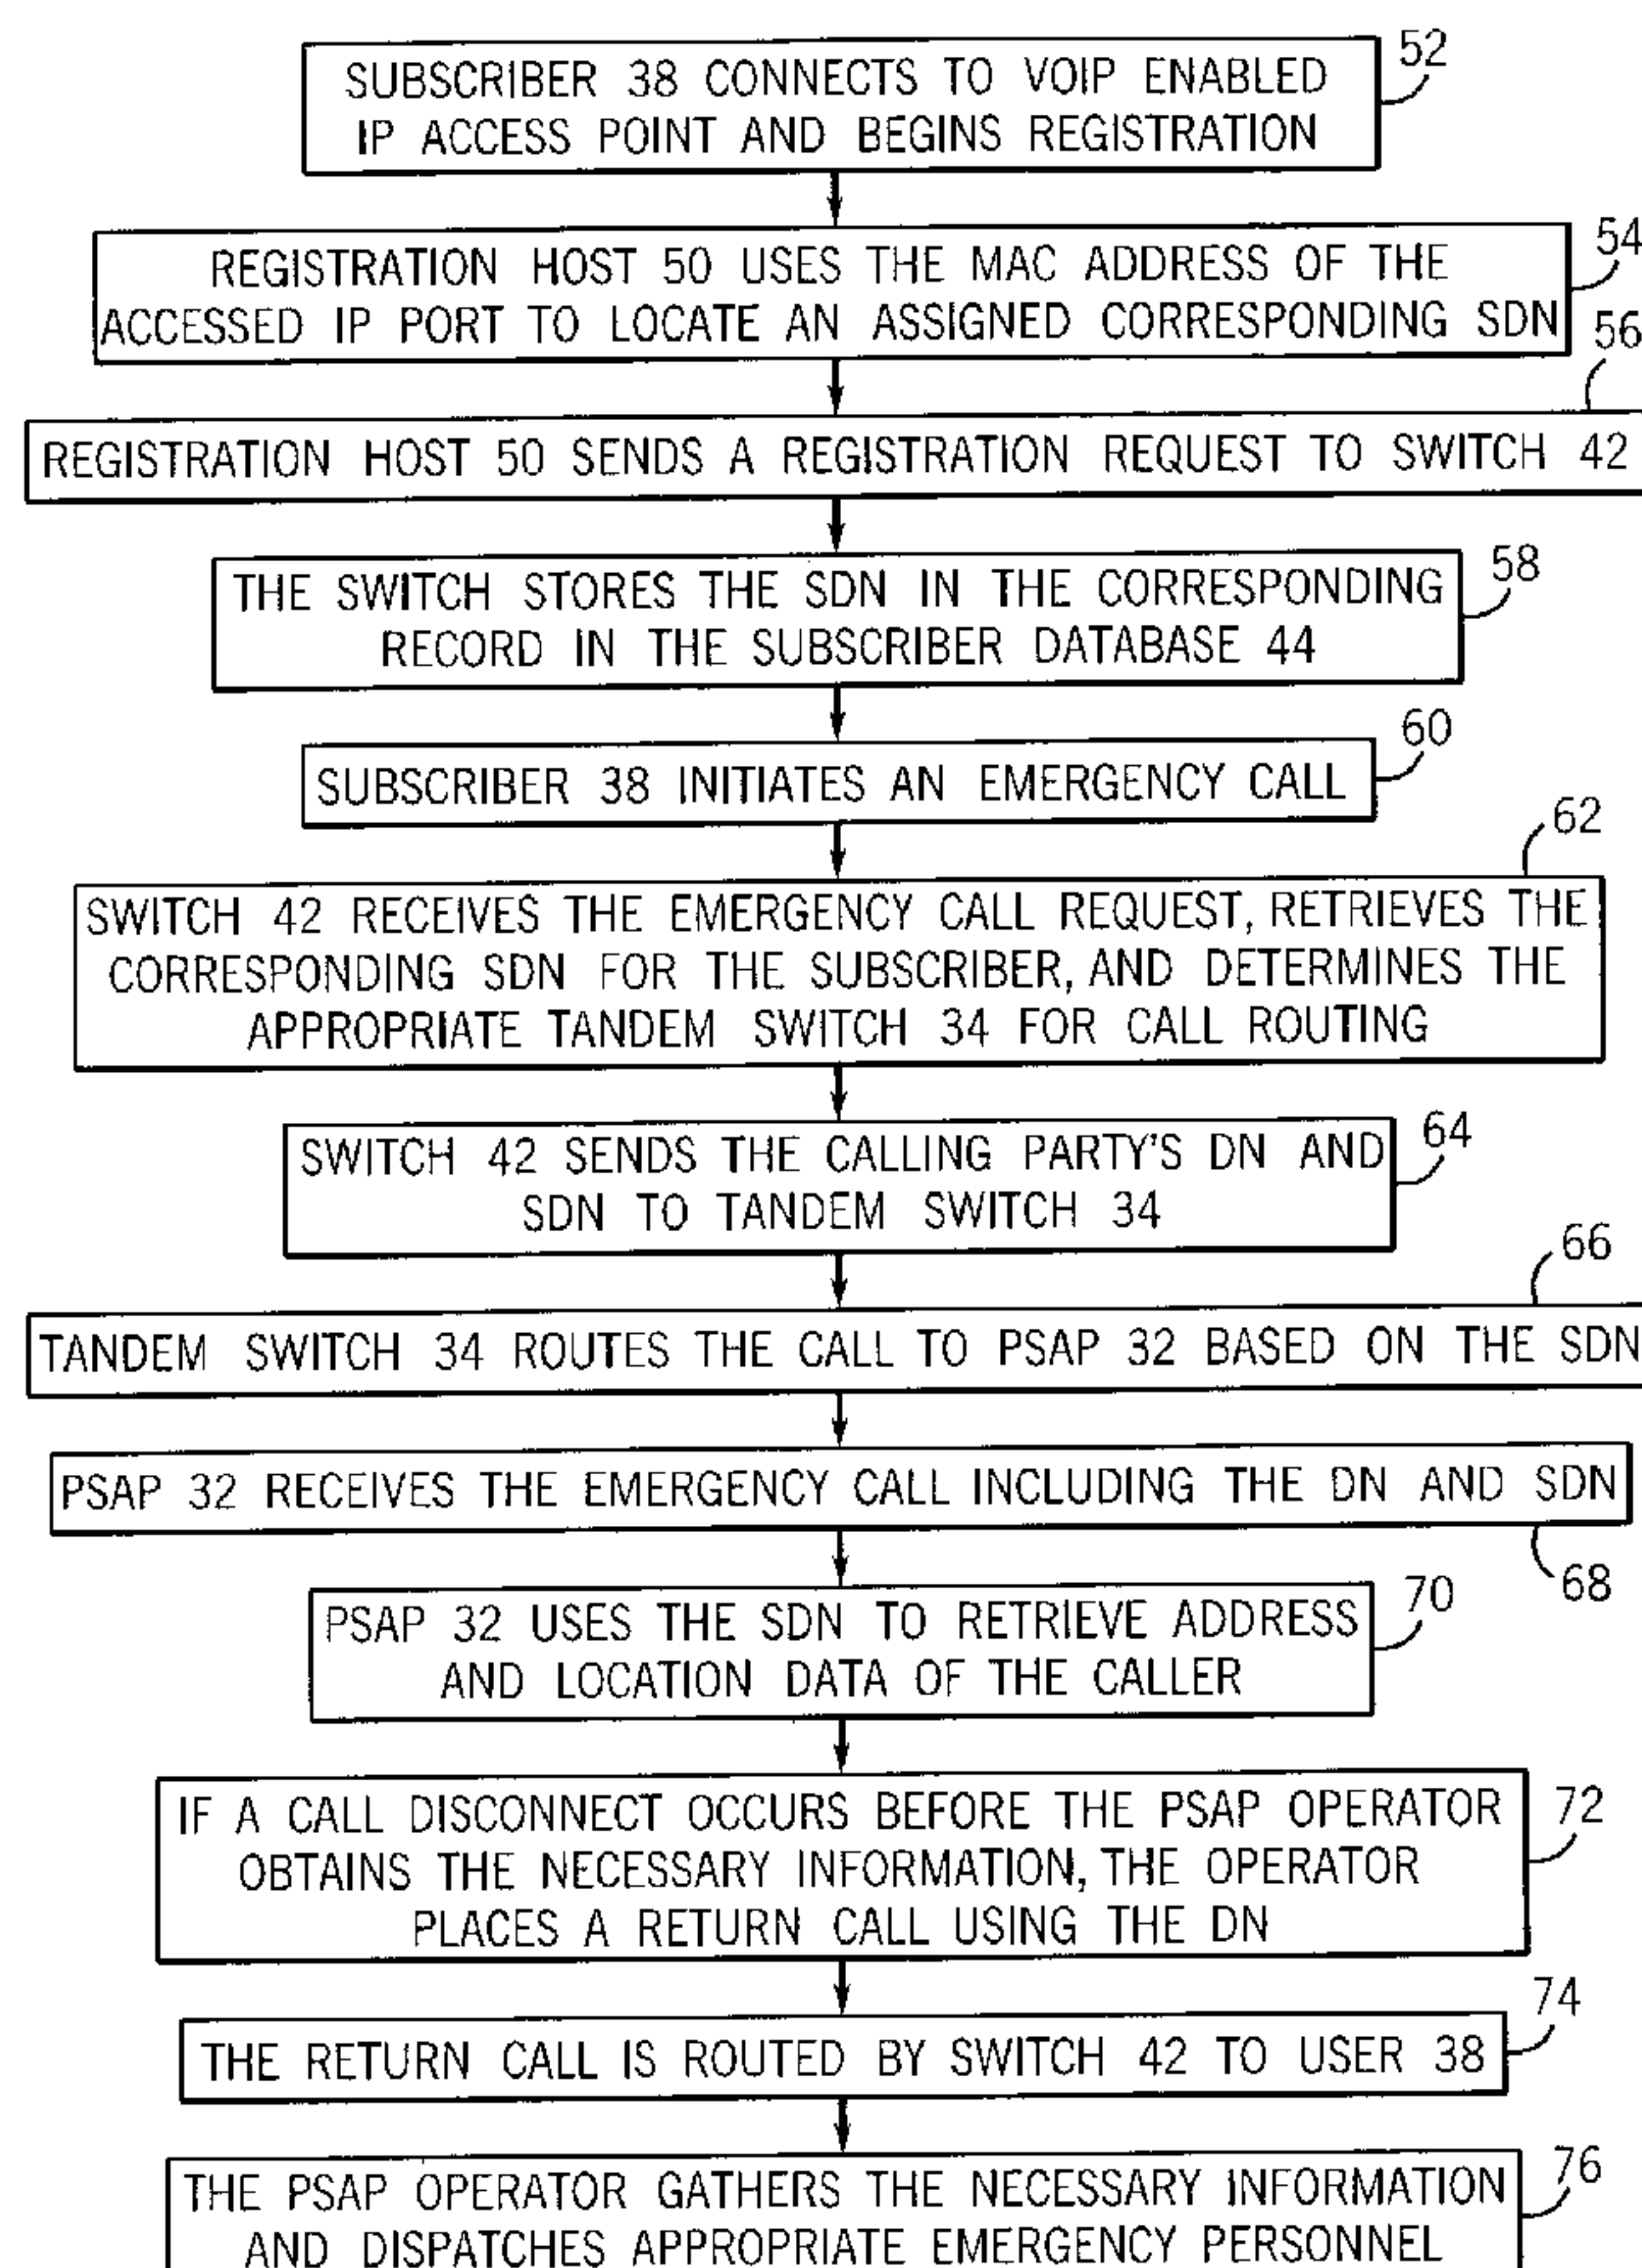 52
SUBSCRIBER 38 CONNECTS TO VOIP ENABLED
IP ACCESS POINT AND BEGINS REGISTRATION
54
REGISTRATION HOST 50 USES THE MAC ADDRESS OF THE
ACCESSED IP PORT TO LOCATE AN ASSIGNED CORRESPONDING SDN
56
REGISTRATION HOST 50 SENDS A REGISTRATION REQUEST TO SWITCH 42
58
THE SWITCH STORES THE SDN IN THE CORRESPONDING
RECORD IN THE SUBSCRIBER DATABASE 44
60
SUBSCRIBER 38 INITIATES AN EMERGENCY CALL
62
SWITCH 42 RECEIVES THE EMERGENCY CALL REQUEST, RETRIEVES THE
CORRESPONDING SDN FOR THE SUBSCRIBER, AND DETERMINES THE
APPROPRIATE TANDEM SWITCH 34 FOR CALL ROUTING
64
SWITCH 42 SENDS THE CALLING PARTY'S DN AND
SDN TO TANDEM SWITCH 34
66
TANDEM SWITCH 34 ROUTES THE CALL TO PSAP 32 BASED ON THE SDN
PSAP 32 RECEIVES THE EMERGENCY CALL INCLUDING THE DN AND SDN
68
70
PSAP 32 USES THE SDN TO RETRIEVE ADDRESS
AND LOCATION DATA OF THE CALLER
72
IF A CALL DISCONNECT OCCURS BEFORE THE PSAP OPERATOR
OBTAINS THE NECESSARY INFORMATION, THE OPERATOR
PLACES A RETURN CALL USING THE DN
74
THE RETURN CALL IS ROUTED BY SWITCH 42 TO USER 38
76
THE PSAP OPERATOR GATHERS THE NECESSARY INFORMATION
AND DISPATCHES APPROPRIATE EMERGENCY PERSONNEL